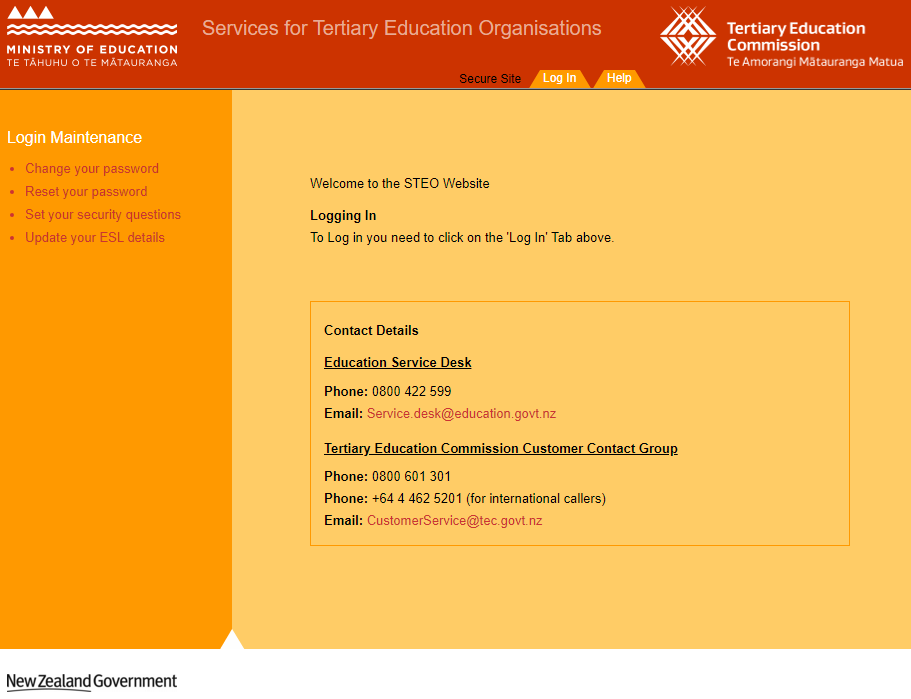 MINISTRY OF EDUCATION
TE TĀHUHU O TE MĀTAURANGA
Services for Tertiary Education Organisations
Tertiary Education
Commission
Te Amorangi Mātauranga Matua
Secure Site
Log In
Help
Login Maintenance
• Change your password
• Reset your password
• Set your security questions
• Update your ESL details
Welcome to the STEO Website
Logging In
To Log in you need to click on the 'Log In' Tab above.
Contact Details
Education Service Desk
Phone: 0800 422 599
Email: Service.desk@education.govt.nz
Tertiary Education Commission Customer Contact Group
Phone: 0800 601 301
Phone: +64 4 462 5201 (for international callers)
Email: CustomerService@tec.govt.nz
New Zealand Government